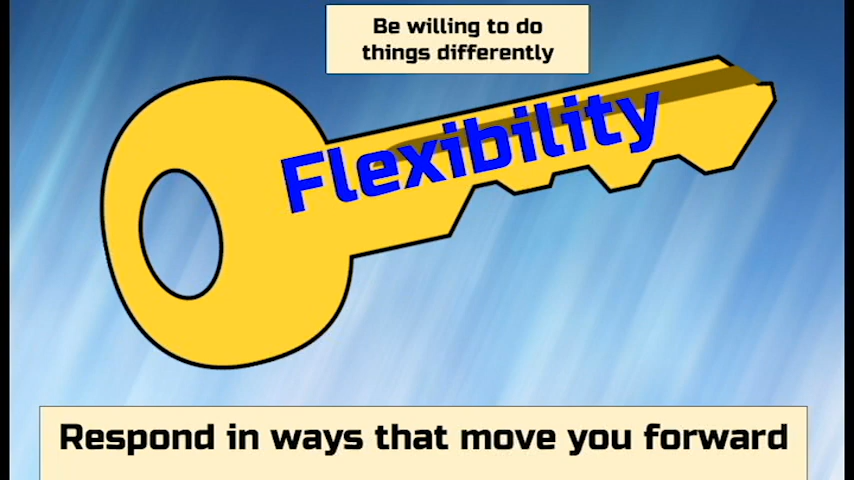 Be willing to do
things differently
Flexibility
Respond in ways that move you forward